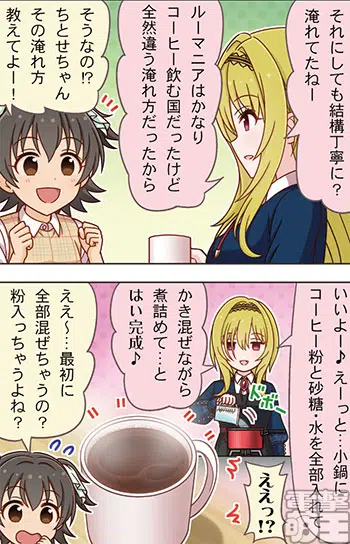 それにしても結構丁寧に?
淹れてたねー
ルーマニアはかなり
コーヒー飲む国だったけど
全然違う淹れ方だったから
そうなの!?
ちとせちゃん
その淹れ方
教えてよー!
いいよー♪えーっと…小鍋に
コーヒー粉と砂糖・水を全部入れて
ドボー
ええっ!?
かき混ぜながら
煮詰めて…と
はい完成♪
ええ〜…最初に
全部混ぜちゃうの?
粉入っちゃうよね?
電撃
萌王